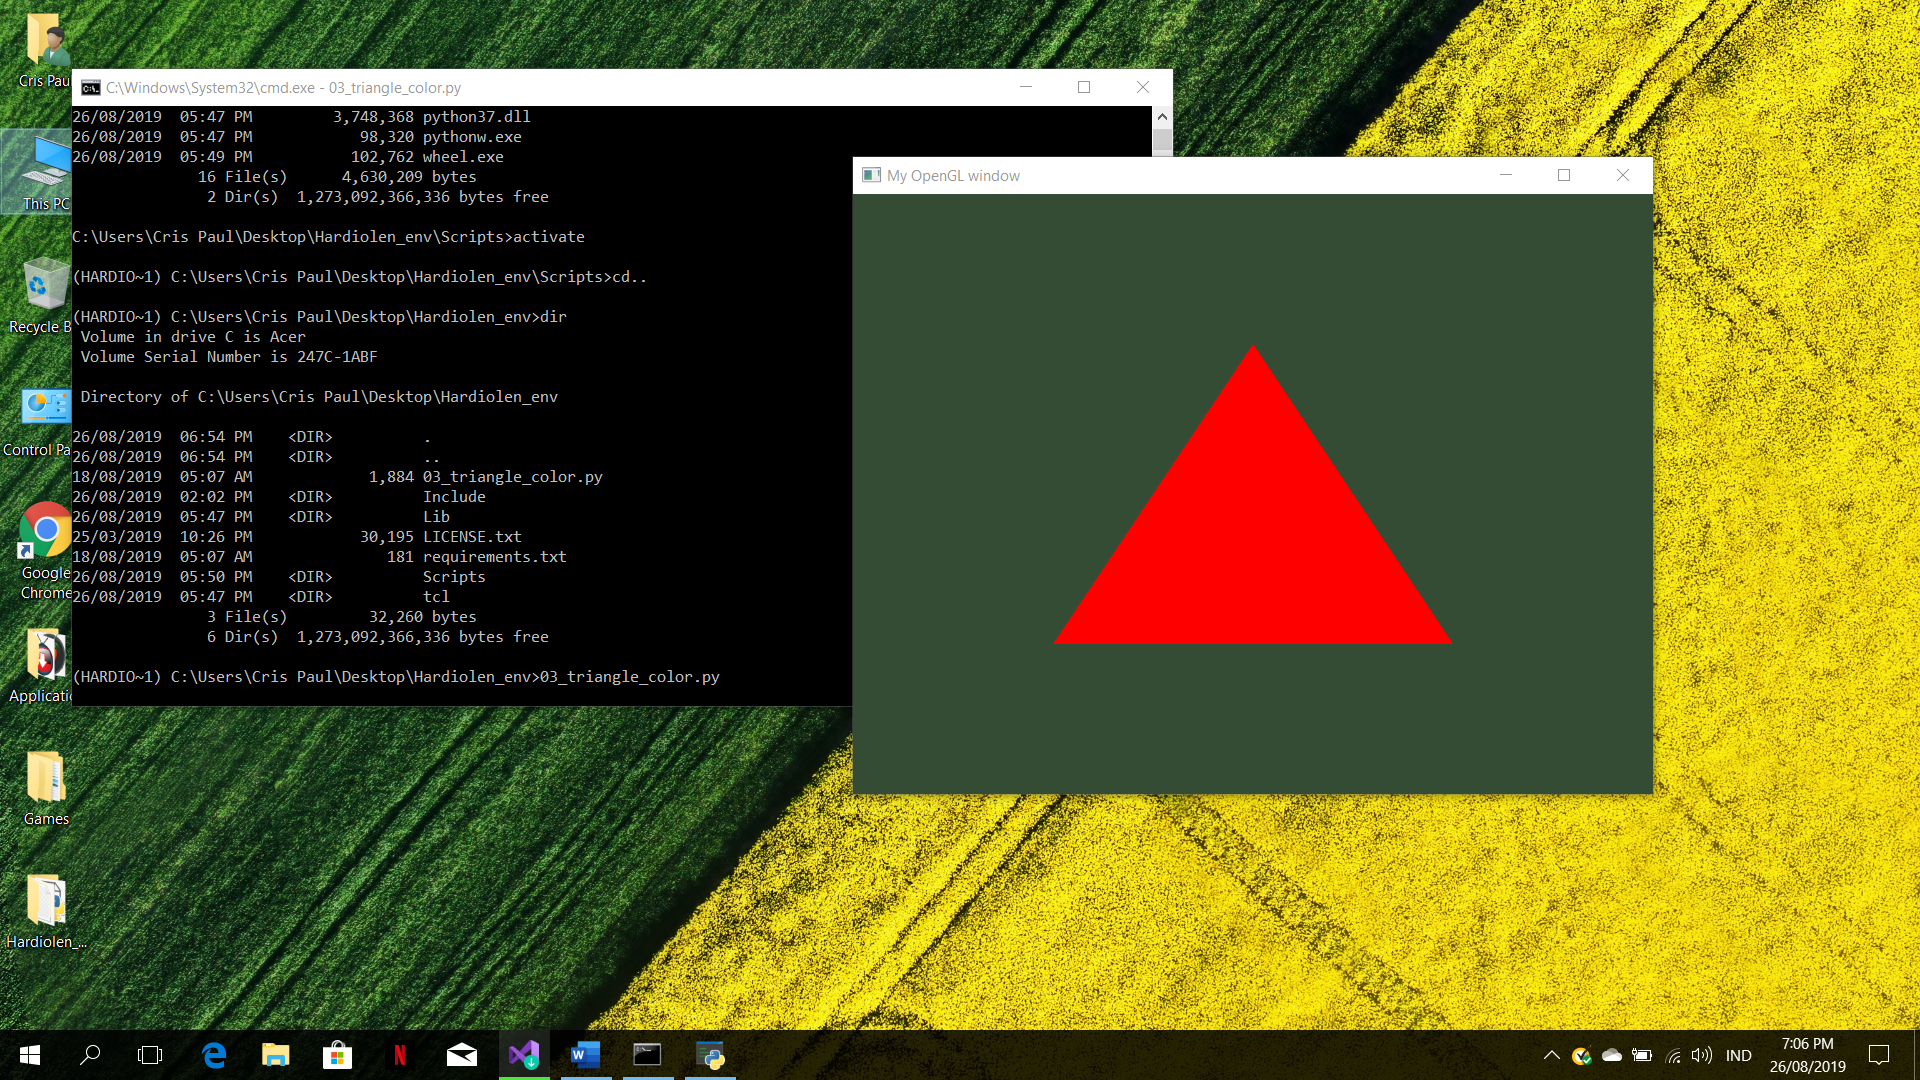 Cris Pau
This PC
Recycle B
Control Pa
Google
Chrome
Applicatic
Games
Hardiolen_...
C:\Windows\System32\cmd.exe - 03_triangle_color.py
26/08/2019  05:47 PM         3,748,368 python37.dll
26/08/2019  05:47 PM            98,320 pythonw.exe
26/08/2019  05:49 PM           102,762 wheel.exe
              16 File(s)      4,630,209 bytes
               2 Dir(s)  1,273,092,366,336 bytes free
C:\Users\Cris Paul\Desktop\Hardiolen_env\Scripts>activate
(HARDIO~1) C:\Users\Cris Paul\Desktop\Hardiolen_env\Scripts>cd..
(HARDIO~1) C:\Users\Cris Paul\Desktop\Hardiolen_env>dir
 Volume in drive C is Acer
 Volume Serial Number is 247C-1ABF
 Directory of C:\Users\Cris Paul\Desktop\Hardiolen_env
26/08/2019  06:54 PM    <DIR>          .
26/08/2019  06:54 PM    <DIR>          ..
18/08/2019  05:07 AM             1,884 03_triangle_color.py
26/08/2019  02:02 PM    <DIR>          Include
26/08/2019  05:47 PM    <DIR>          Lib
25/03/2019  10:26 PM            30,195 LICENSE.txt
18/08/2019  05:07 AM               181 requirements.txt
26/08/2019  05:50 PM    <DIR>          Scripts
26/08/2019  05:47 PM    <DIR>          tcl
               3 File(s)         32,260 bytes
               6 Dir(s)  1,273,092,366,336 bytes free
(HARDIO~1) C:\Users\Cris Paul\Desktop\Hardiolen_env>03_triangle_color.py
My OpenGL window
IND
7:06 PM
26/08/2019